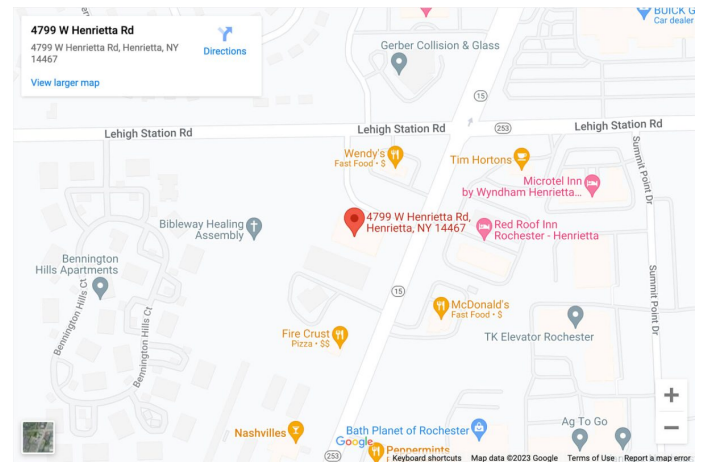 4799 W Henrietta Rd
4799 W Henrietta Rd, Henrietta, NY
14467
Directions
View larger map
BUICK G
Car dealer
Gerber Collision & Glass
15
Lehigh Station Rd
Lehigh Station Rd
253
Lehigh Station Rd
Wendy's
Fast Food • $
Tim Hortons
Summit Point Dr
Microtel Inn
by Wyndham Henrietta...
Bibleway Healing
Assembly
4799 W Henrietta Rd,
Henrietta, NY 14467
Red Roof Inn
Rochester - Henrietta
Bennington
Hills Apartments
Bennington Hills Ct
Bennington Hills Ct
15
McDonald's
Fast Food • $
Summit Point Dr
Fire Crust
Pizza • $$
TK Elevator Rochester
+
−
Nashvilles
Bath Planet of Rochester
Ag To Go
Google
253
Peppermints
Keyboard shortcuts
Map data ©2023 Google
Terms of Use
Report a map error